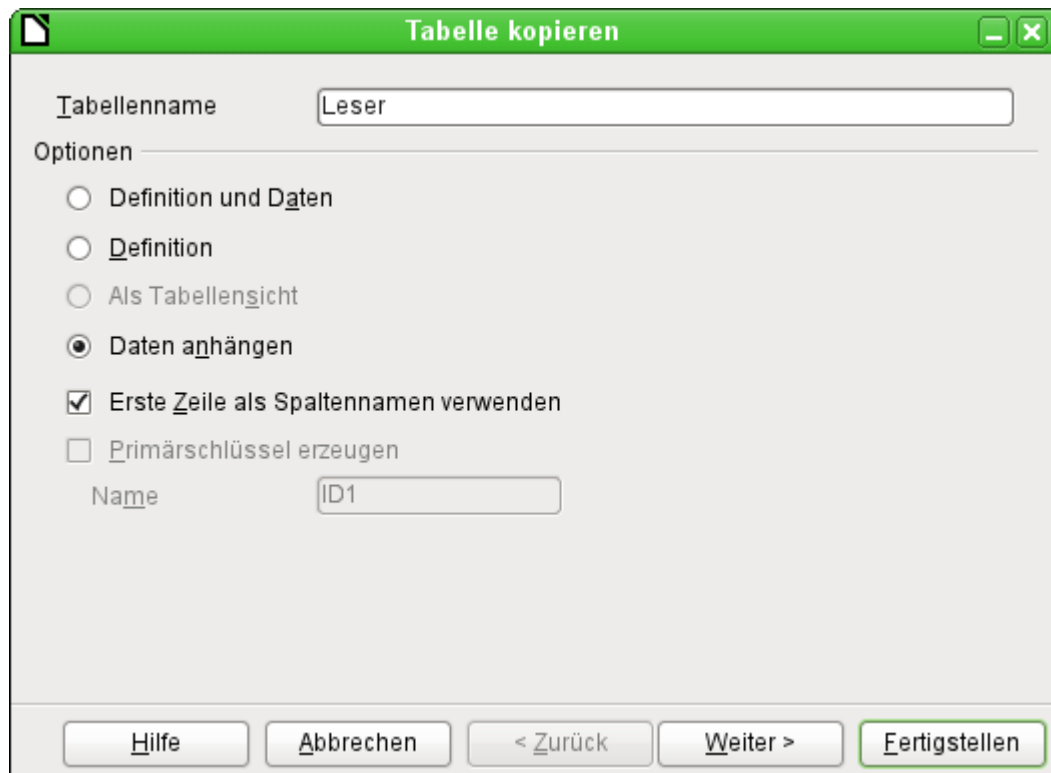 Tabelle kopieren
Tabellenname Leser
Optionen
Definition und Daten
Definition
Als Tabellensicht
Daten anhängen
Erste Zeile als Spaltennamen verwenden
Primärschlüssel erzeugen
Name ID1
Hilfe Abbrechen < Zurück Weiter > Fertigstellen